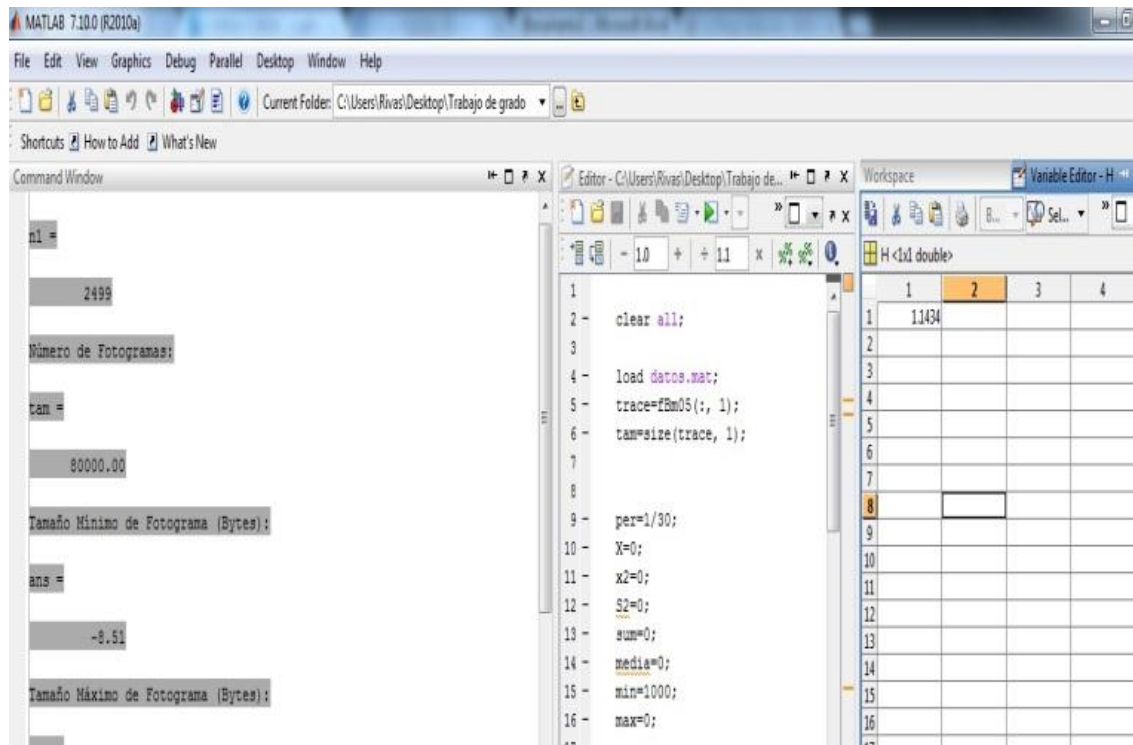 MATLAB 7.10.0 (R2010a)
File Edit View Graphics Debug Parallel Desktop Window Help
Current Folder: C:\Users\Rivas\Desktop\Trabajo de grado
Shortcuts How to Add What's New
Command Window
n1 =
2499
Número de Fotogramas:
tam =
80000.00
Tamaño Mínimo de Fotograma (Bytes):
ans =
-8.51
Tamaño Máximo de Fotograma (Bytes):
Editor - C:\Users\Rivas\Desktop\Trabajo de...
- 1.0 + ÷ 1.1 ×
1
2 - clear all;
3
4 - load datos.mat;
5 - trace=fBm05(:, 1);
6 - tam=size(trace, 1);
7
8
9 - per=1/30;
10 - X=0;
11 - x2=0;
12 - S2=0;
13 - sum=0;
14 - media=0;
15 - min=1000;
16 - max=0;
Workspace
Variable Editor - H
B... Sel...
H <1x1 double>
1 2 3 4
1 1.1434
2
3
4
5
6
7
8
9
10
11
12
13
14
15
16